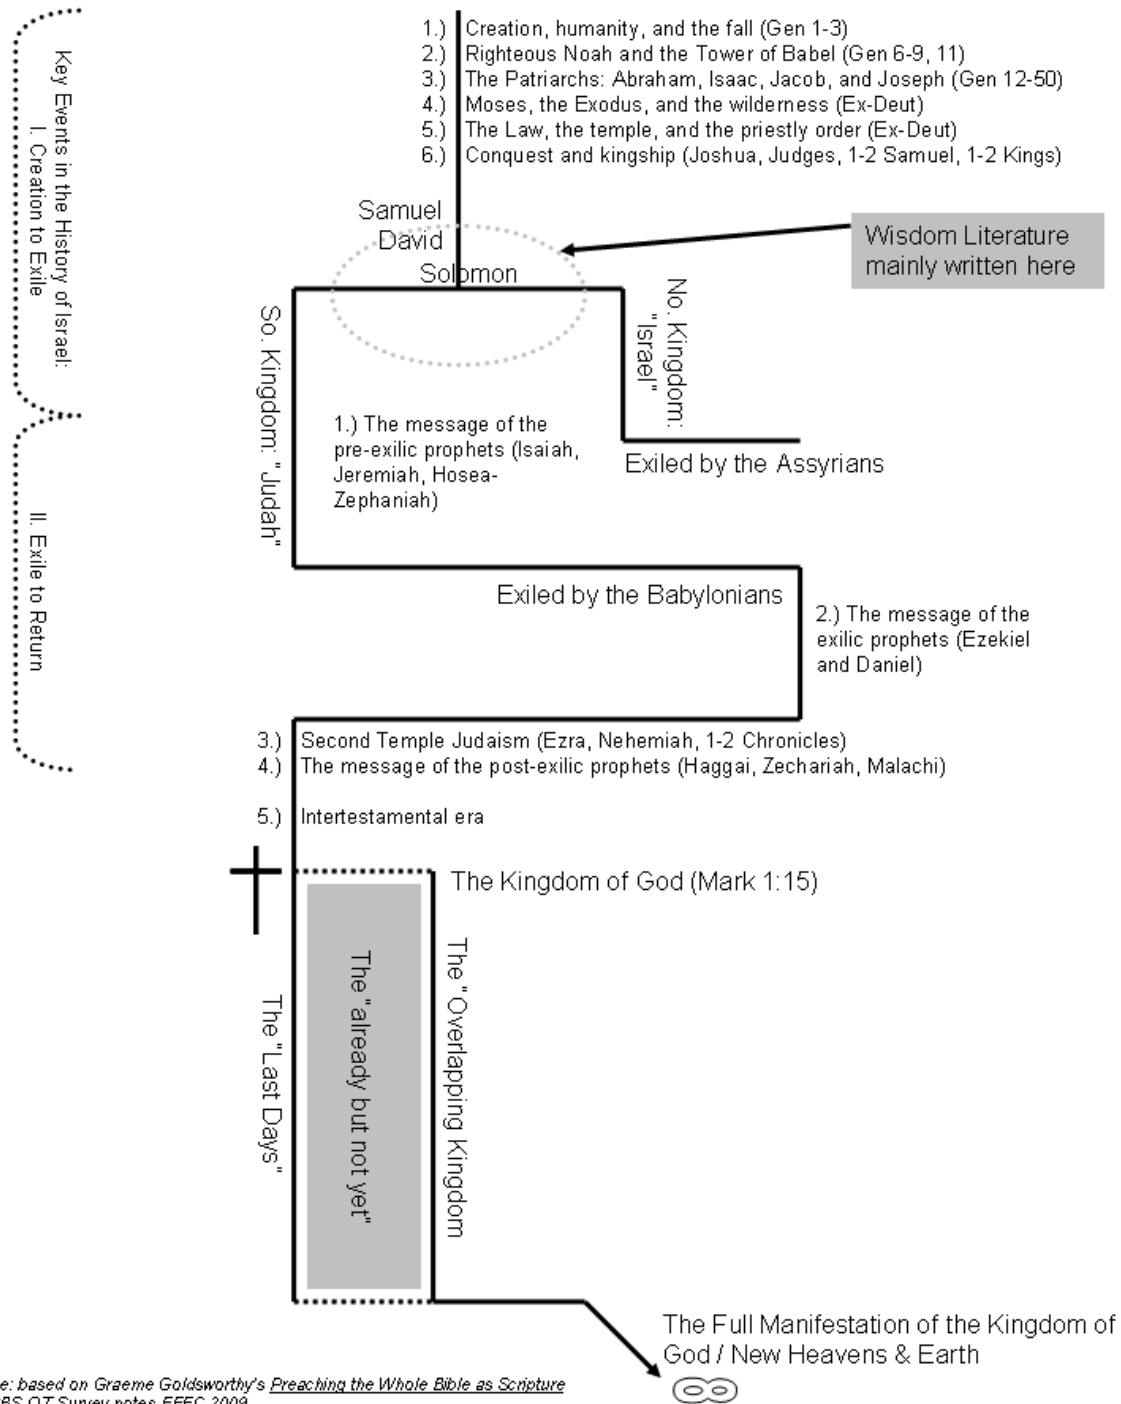 Key Events in the History of Israel:
I. Creation to Exile
II. Exile to Return
1.) Creation, humanity, and the fall (Gen 1-3)
2.) Righteous Noah and the Tower of Babel (Gen 6-9, 11)
3.) The Patriarchs: Abraham, Isaac, Jacob, and Joseph (Gen 12-50)
4.) Moses, the Exodus, and the wilderness (Ex-Deut)
5.) The Law, the temple, and the priestly order (Ex-Deut)
6.) Conquest and kingship (Joshua, Judges, 1-2 Samuel, 1-2 Kings)
Samuel
David
Solomon
Wisdom Literature
mainly written here
So. Kingdom: "Judah"
No. Kingdom:
"Israel"
1.) The message of the
pre-exilic prophets (Isaiah,
Jeremiah, Hosea-
Zephaniah)
Exiled by the Assyrians
Exiled by the Babylonians
2.) The message of the
exilic prophets (Ezekiel
and Daniel)
3.) Second Temple Judaism (Ezra, Nehemiah, 1-2 Chronicles)
4.) The message of the post-exilic prophets (Haggai, Zechariah, Malachi)
5.) Intertestamental era
The Kingdom of God (Mark 1:15)
The "Last Days"
The "already but not yet"
The "Overlapping Kingdom
The Full Manifestation of the Kingdom of
God / New Heavens & Earth
based on Graeme Goldsworthy's Preaching the Whole Bible as Scripture
OT Survey notes EFEC 2009